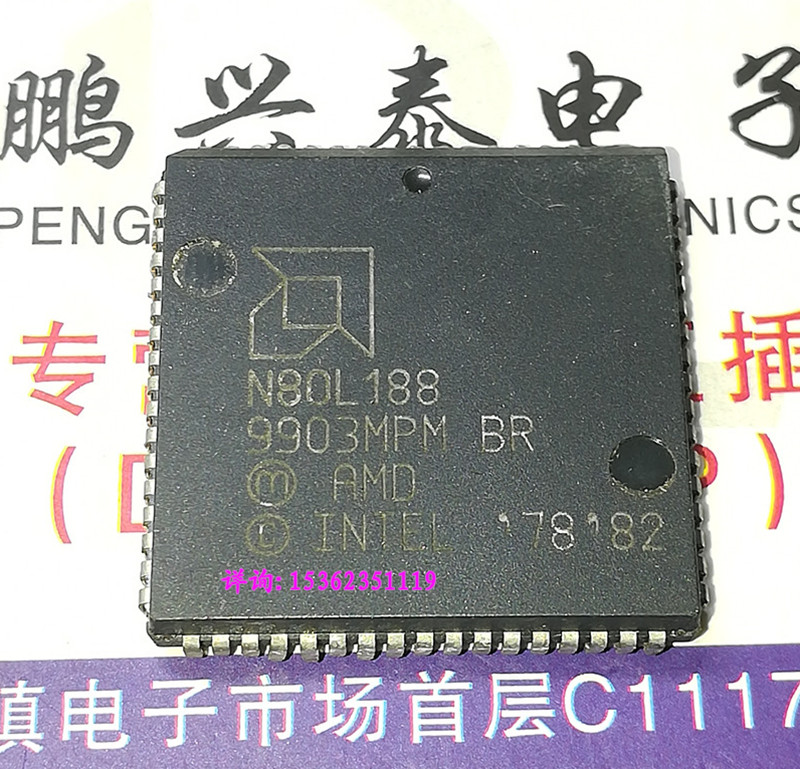 鹏兴泰电子
PENG
NICS
专
插
(D
P)
N80L188
9903MPM BR
ⓜ AMD
© INTEL '78'82
详询: 15362351119
镇电子市场首层C1117